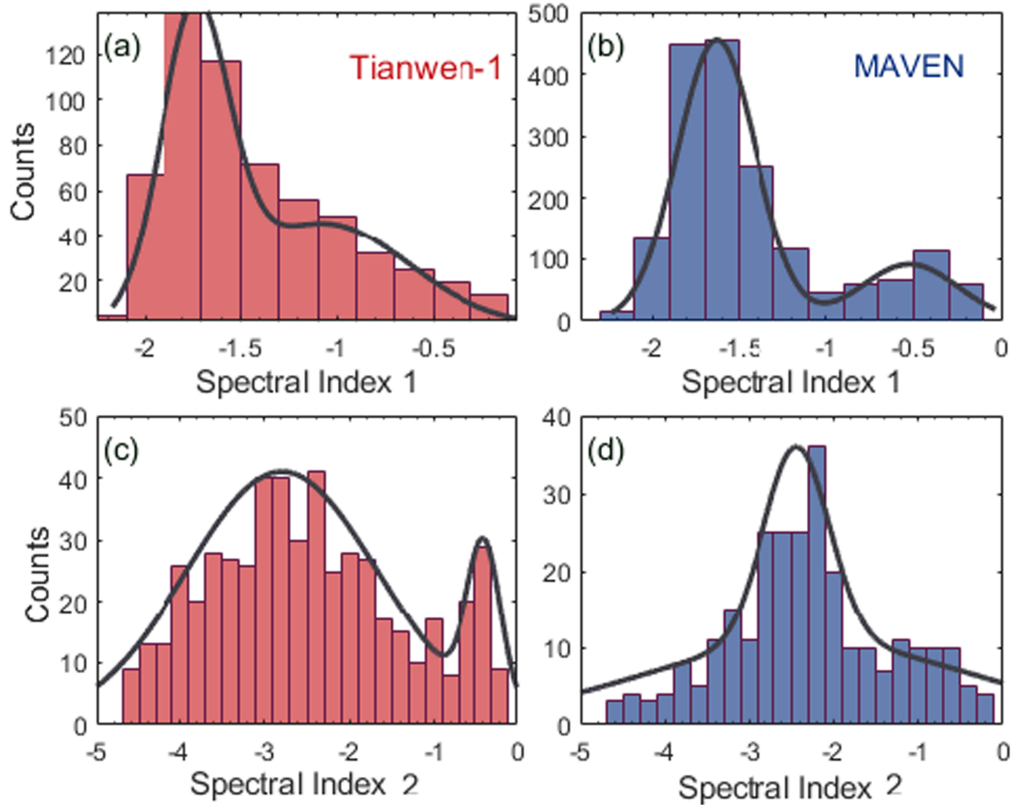 (a) Tianwen-1
120
100
80
60
40
20
Counts
-2 -1.5 -1 -0.5
Spectral Index 1
(b) MAVEN
500
400
300
200
100
0
-2 -1.5 -1 -0.5 0
Spectral Index 1
(c)
50
40
30
20
10
0
Counts
-5 -4 -3 -2 -1 0
Spectral Index 2
(d)
40
30
20
10
0
-5 -4 -3 -2 -1 0
Spectral Index 2